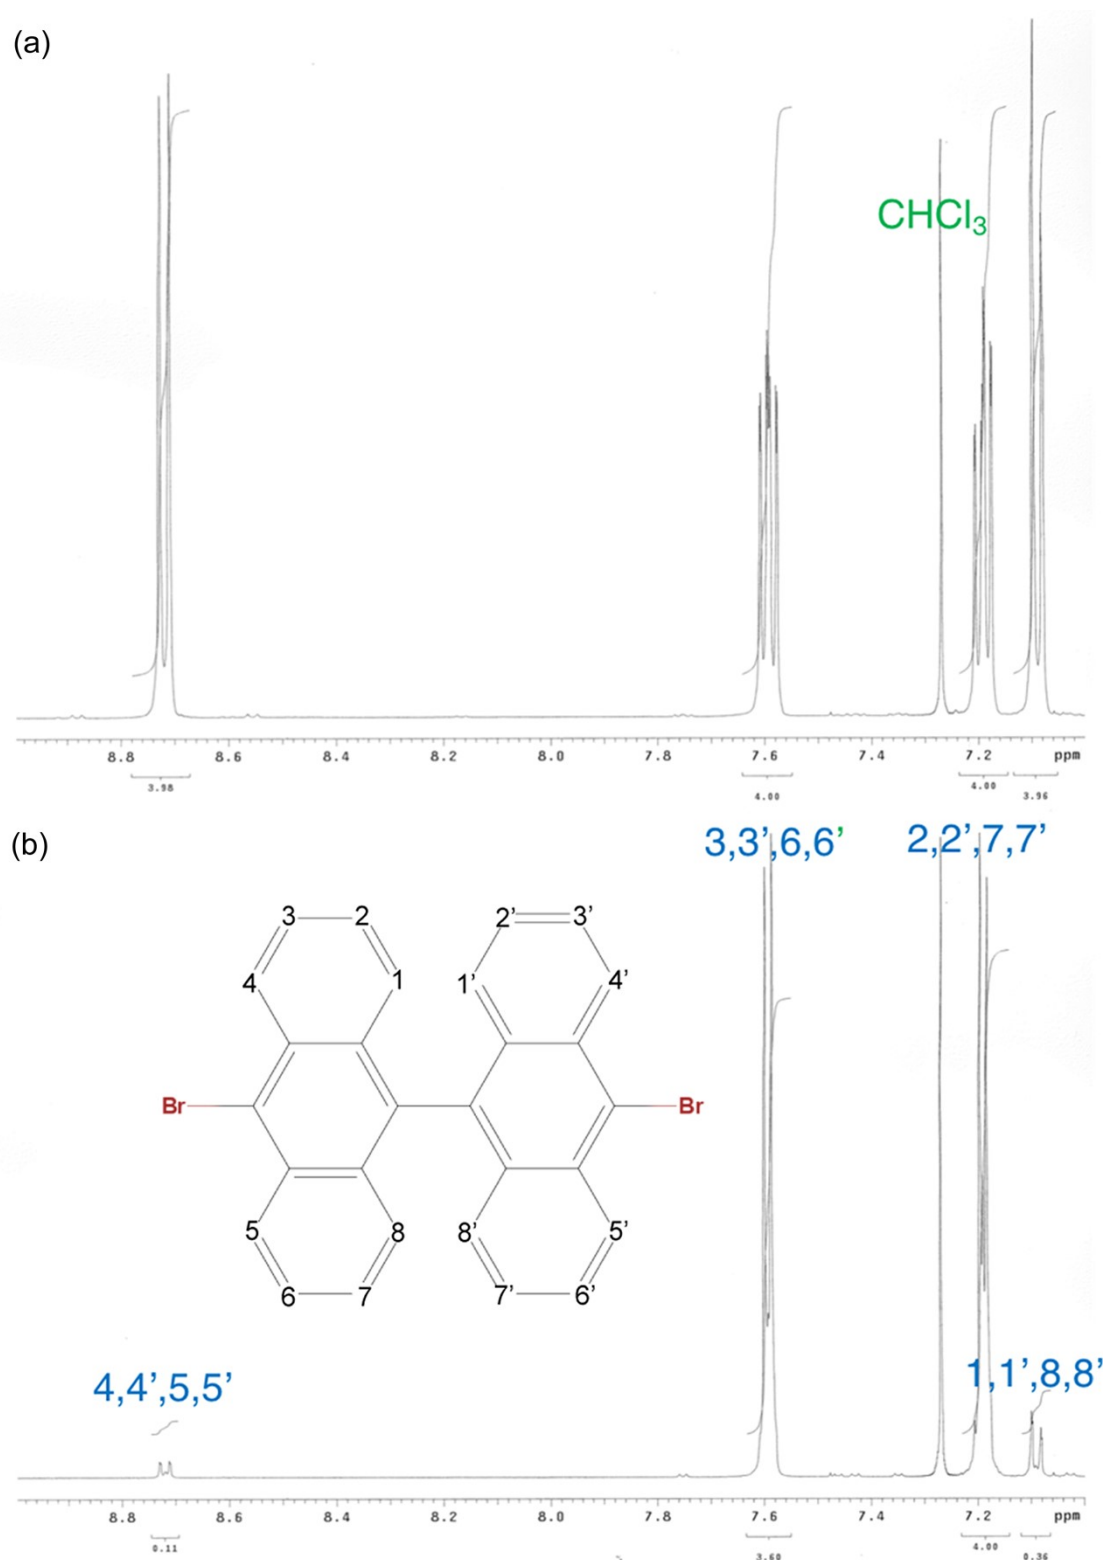 (a)
CHCl3
8.8 8.6 8.4 8.2 8.0 7.8 7.6 7.4 7.2 ppm
3.98 4.00 4.00 3.96
(b)
3,3’,6,6’ 2,2’,7,7’
3 2 2’ 3’
4 1 1’ 4’
Br Br
5 8 8’ 5’
6 7 7’ 6’
4,4’,5,5’ 1,1’,8,8’
8.8 8.6 8.4 8.2 8.0 7.8 7.6 7.4 7.2 ppm
0.11 3.60 4.00 0.36